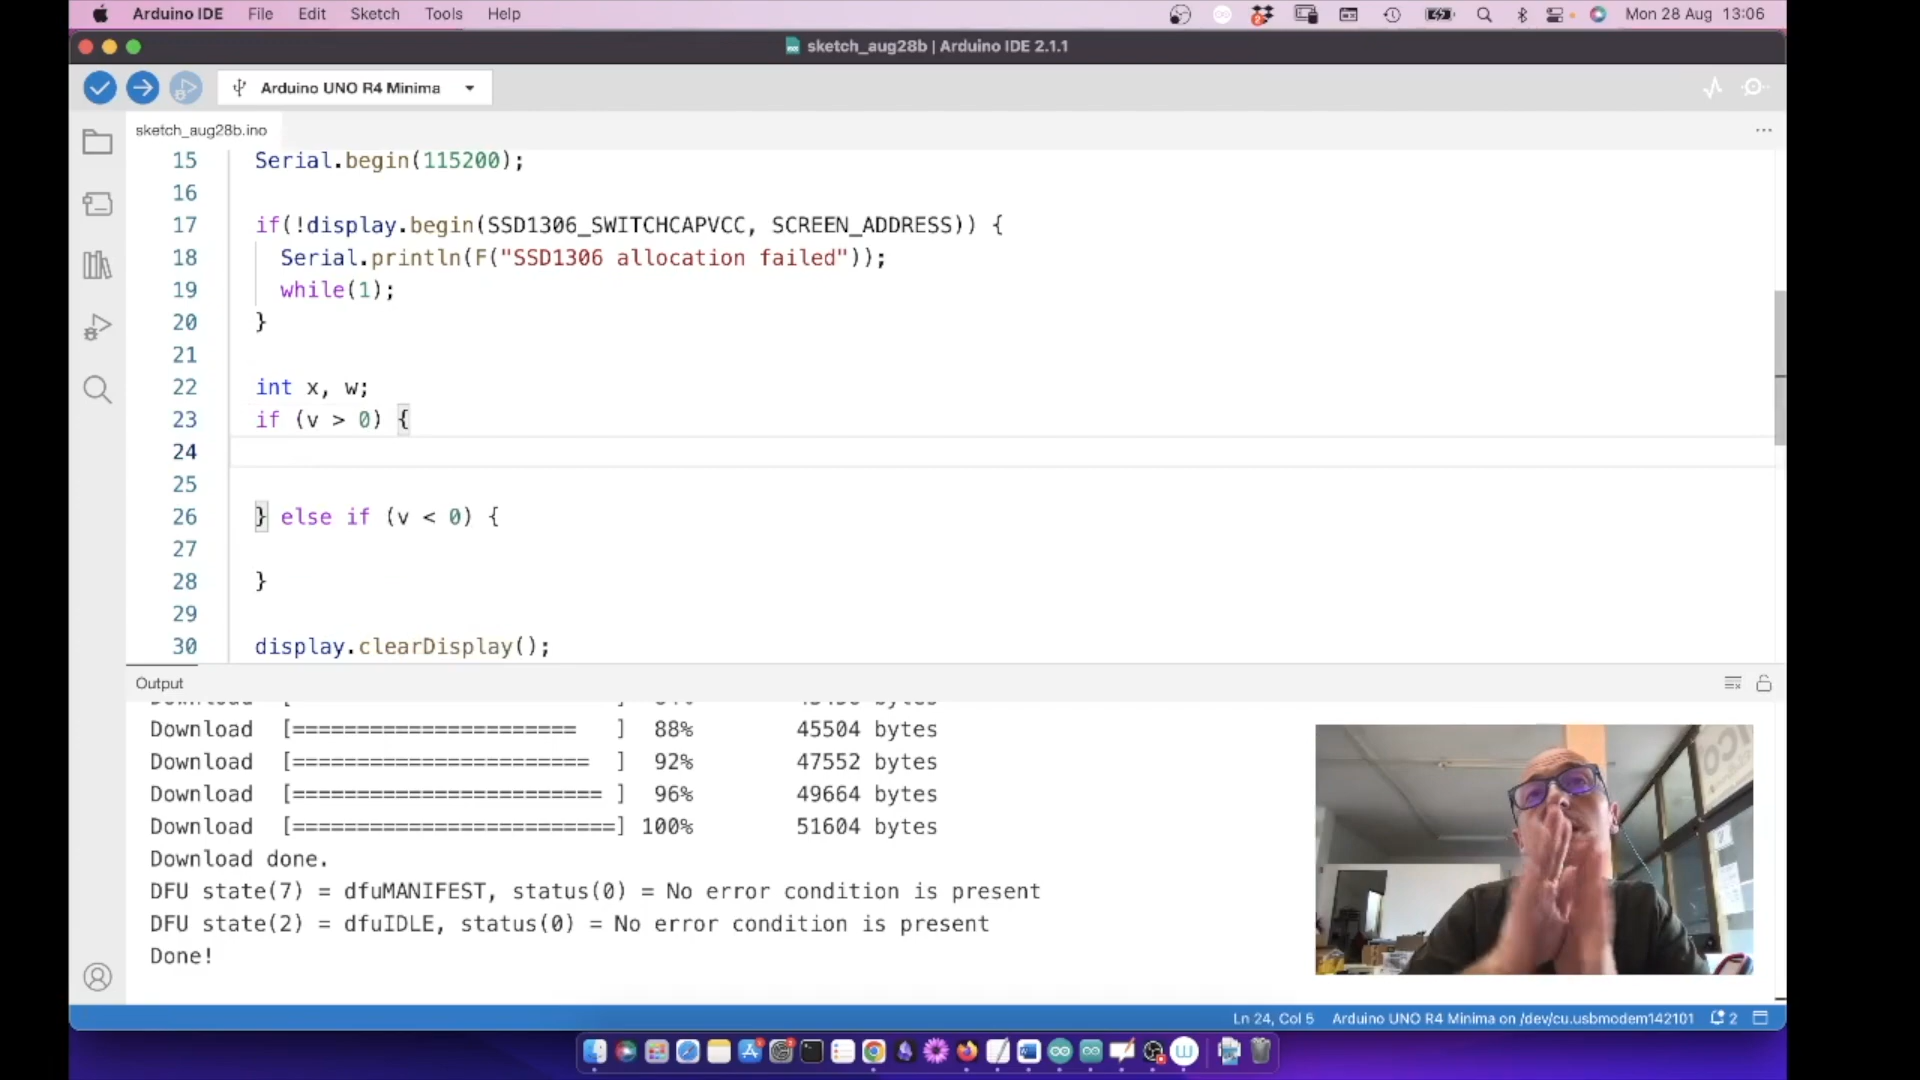 Arduino IDE File Edit Sketch Tools Help Mon 28 Aug 13:06
sketch_aug28b | Arduino IDE 2.1.1
Arduino UNO R4 Minima
sketch_aug28b.ino
15 Serial.begin(115200);
16
17 if(!display.begin(SSD1306_SWITCHCAPVCC, SCREEN_ADDRESS)) {
18 Serial.println(F("SSD1306 allocation failed"));
19 while(1);
20 }
21
22 int x, w;
23 if (v > 0) {
24
25
26 } else if (v < 0) {
27
28 }
29
30 display.clearDisplay();
Output
Download [====================== ] 88% 45504 bytes
Download [======================= ] 92% 47552 bytes
Download [======================== ] 96% 49664 bytes
Download [=========================] 100% 51604 bytes
Download done.
DFU state(7) = dfuMANIFEST, status(0) = No error condition is present
DFU state(2) = dfuIDLE, status(0) = No error condition is present
Done!
Ln 24, Col 5 Arduino UNO R4 Minima on /dev/cu.usbmodem142101 2